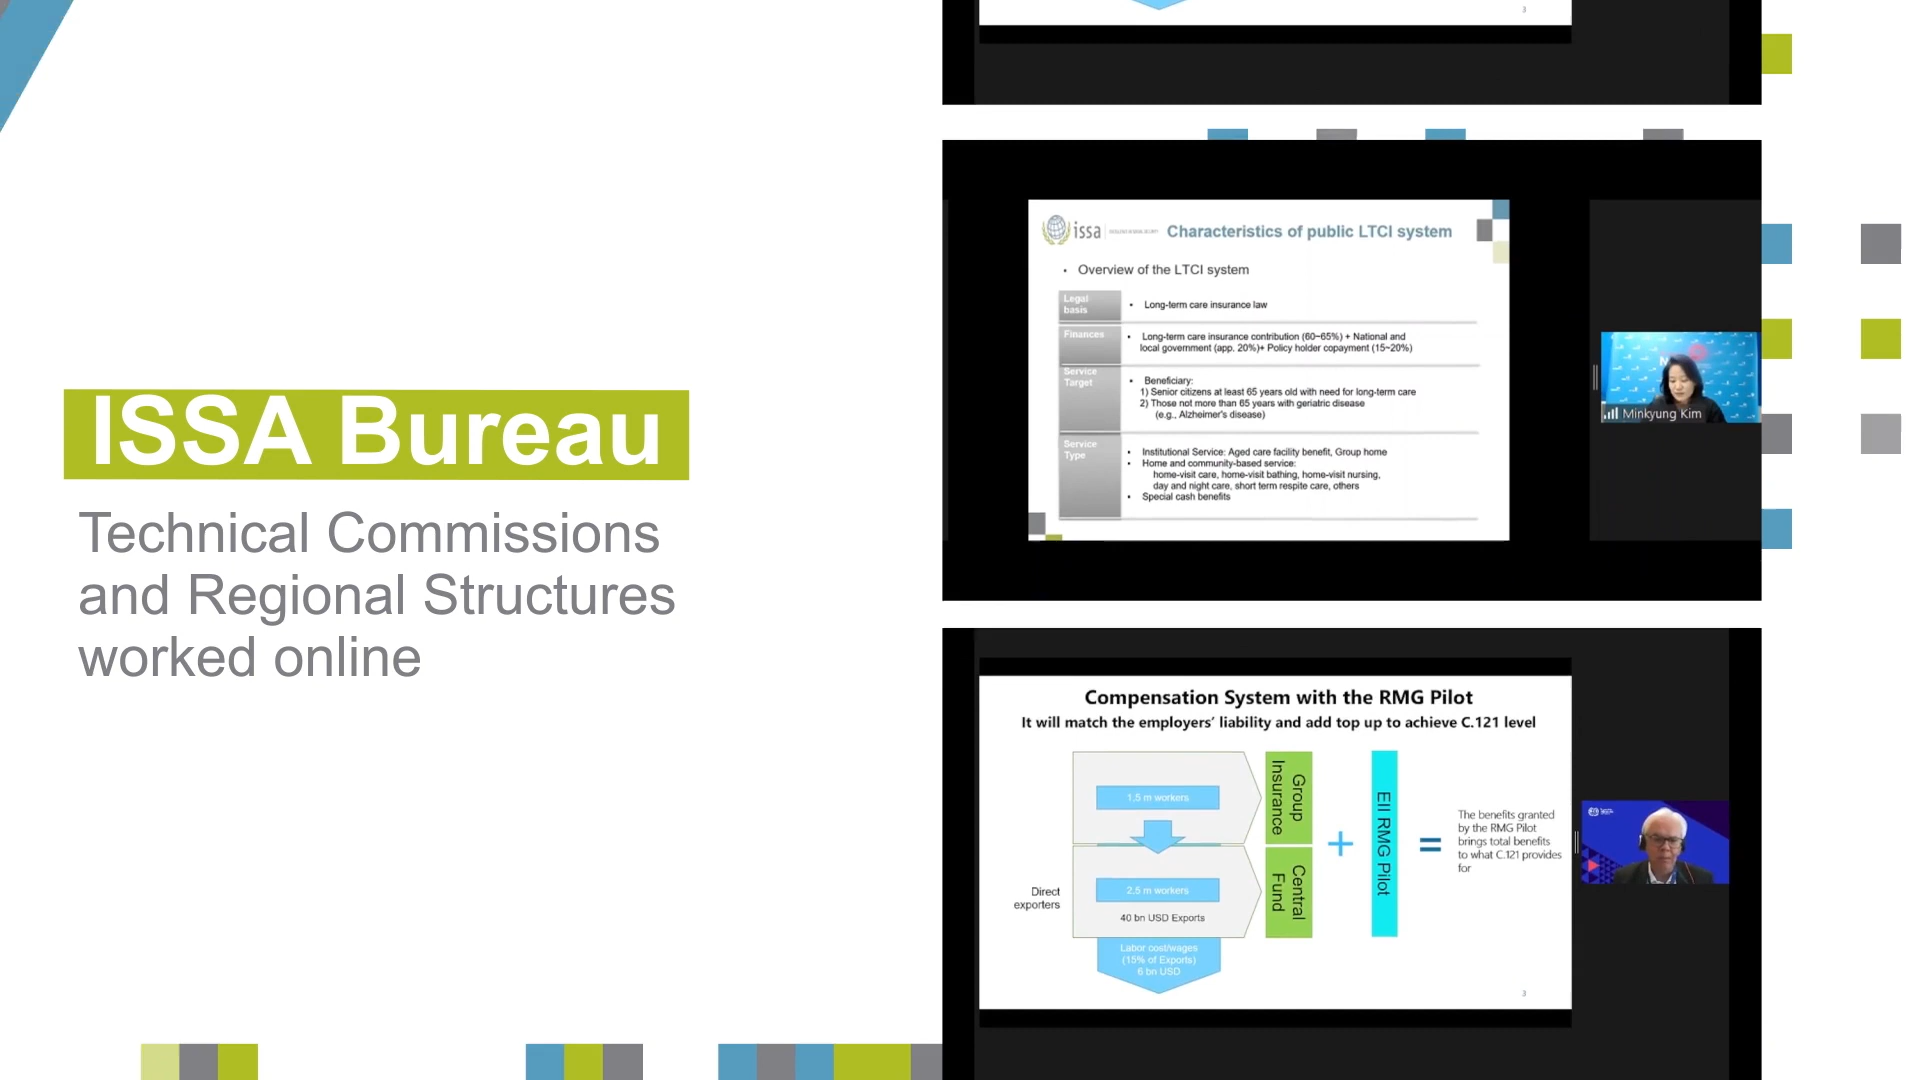 ISSA Bureau
Technical Commissions
and Regional Structures
worked online
3
issa
Characteristics of public LTCI system
• Overview of the LTCI system
Legal
basis
• Long-term care insurance law
Finances
• Long-term care insurance contribution (60~65%) + National and
local government (app. 20%)+ Policy holder copayment (15~20%)
Service
Target
• Beneficiary:
1) Senior citizens at least 65 years old with need for long-term care
2) Those not more than 65 years with geriatric disease
(e.g., Alzheimer's disease)
Service
Type
• Institutional Service: Aged care facility benefit, Group home
• Home and community-based service:
home-visit care, home-visit bathing, home-visit nursing,
day and night care, short term respite care, others
• Special cash benefits
Minkyung Kim
Compensation System with the RMG Pilot
It will match the employers' liability and add top up to achieve C.121 level
1,5 m workers
Direct
exporters
2,5 m workers
40 bn USD Exports
Labor cost/wages
(15% of Exports)
6 bn USD
Group
Insurance
Central
Fund
+
EII RMG Pilot
=
The benefits granted
by the RMG Pilot
brings total benefits
to what C.121 provides
for
3